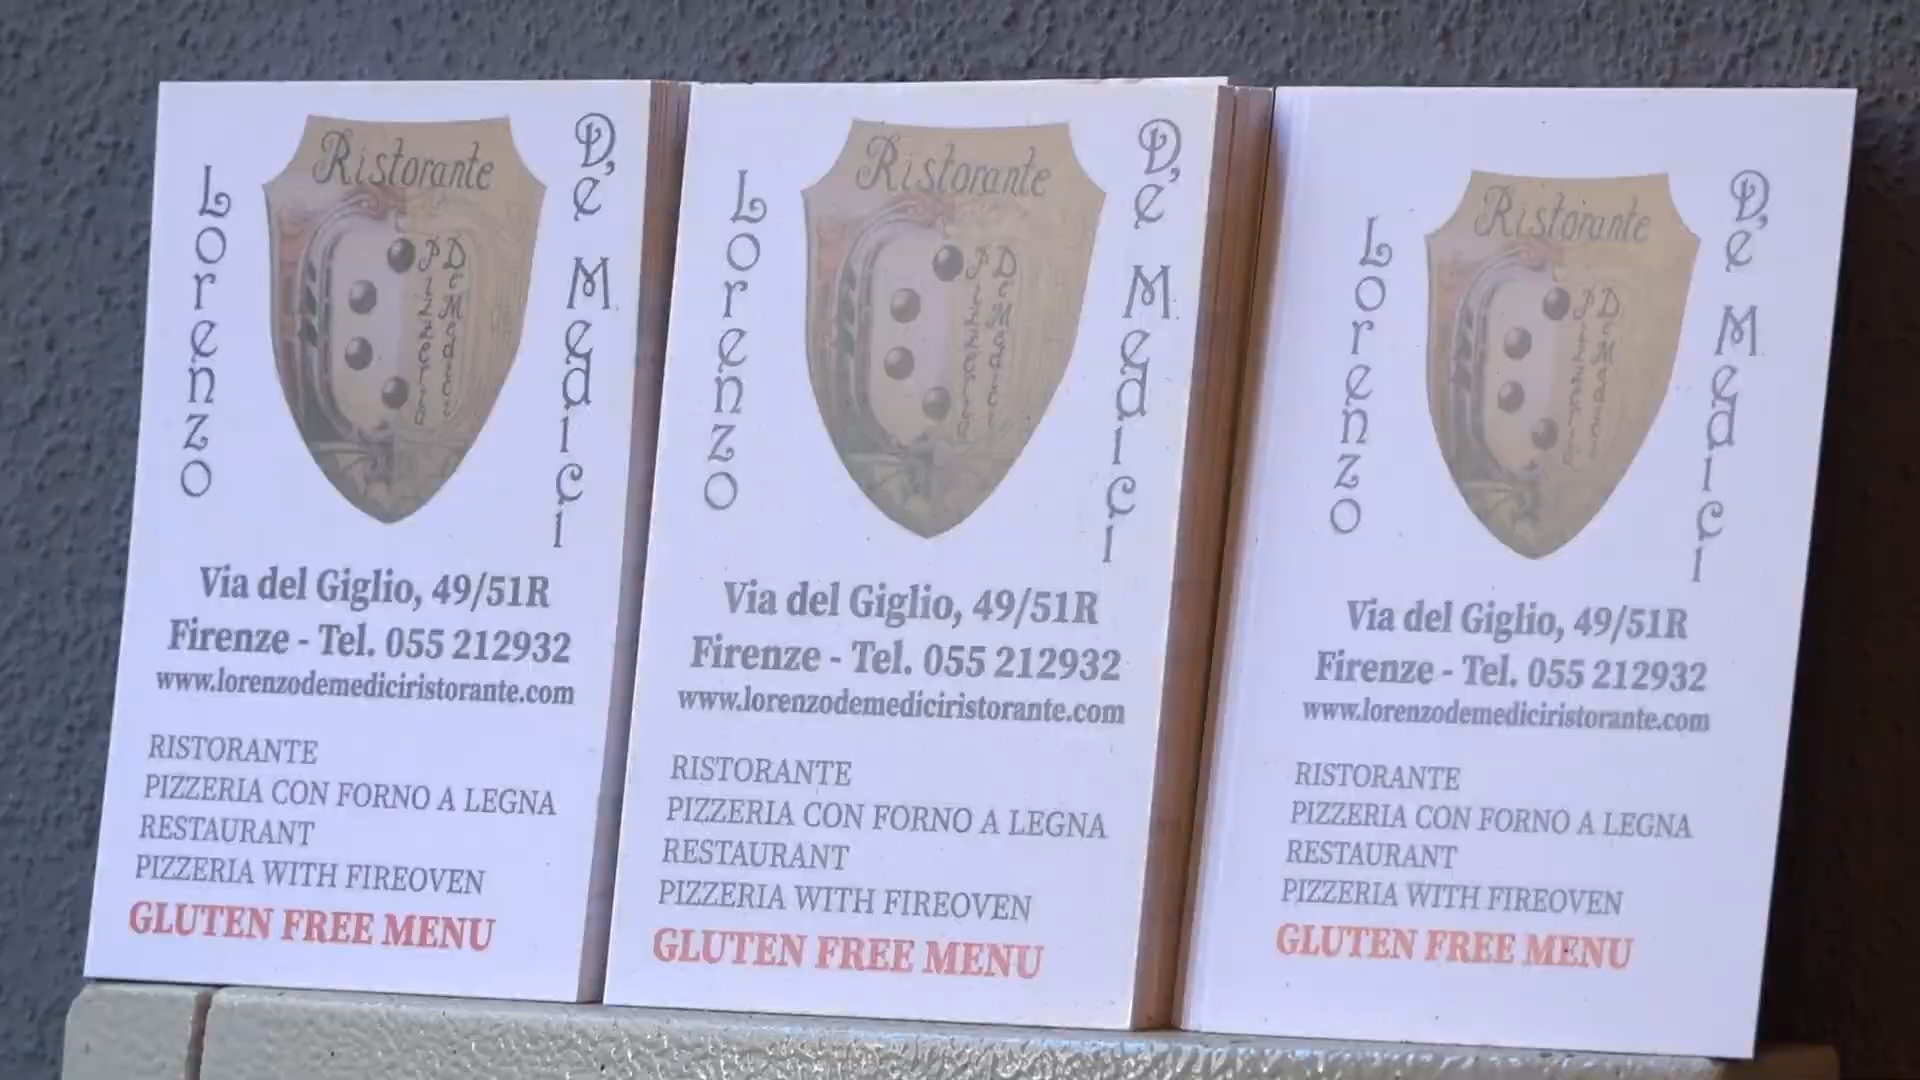 Ristorante
Lorenzo
De' Medici
Via del Giglio, 49/51R
Firenze - Tel. 055 212932
www.lorenzodemediciristorante.com
RISTORANTE
PIZZERIA CON FORNO A LEGNA
RESTAURANT
PIZZERIA WITH FIREOVEN
GLUTEN FREE MENU
Ristorante
Lorenzo
De' Medici
Via del Giglio, 49/51R
Firenze - Tel. 055 212932
www.lorenzodemediciristorante.com
RISTORANTE
PIZZERIA CON FORNO A LEGNA
RESTAURANT
PIZZERIA WITH FIREOVEN
GLUTEN FREE MENU
Ristorante
Lorenzo
De' Medici
Via del Giglio, 49/51R
Firenze - Tel. 055 212932
www.lorenzodemediciristorante.com
RISTORANTE
PIZZERIA CON FORNO A LEGNA
RESTAURANT
PIZZERIA WITH FIREOVEN
GLUTEN FREE MENU